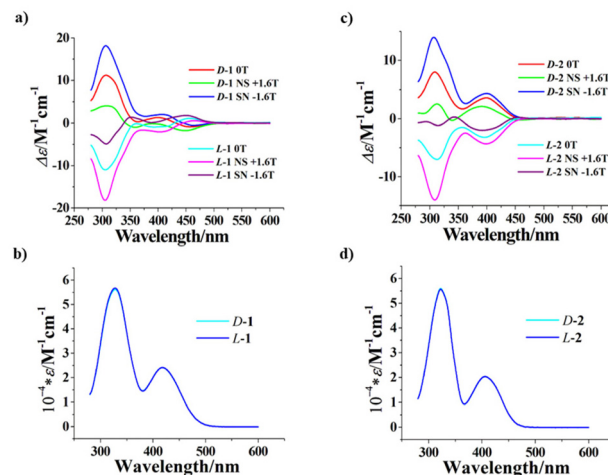 a)
20
10
0
-10
-20
Δε/M⁻¹cm⁻¹
D-1 0T
D-1 NS +1.6T
D-1 SN -1.6T
L-1 0T
L-1 NS +1.6T
L-1 SN -1.6T
250 300 350 400 450 500 550 600
Wavelength/nm
c)
10
0
-10
Δε/M⁻¹cm⁻¹
D-2 0T
D-2 NS +1.6T
D-2 SN -1.6T
L-2 0T
L-2 NS +1.6T
L-2 SN -1.6T
250 300 350 400 450 500 550 600
Wavelength/nm
b)
6
5
4
3
2
1
0
10⁻⁴*ε/M⁻¹cm⁻¹
D-1
L-1
300 400 500 600
Wavelength/nm
d)
6
5
4
3
2
1
0
10⁻⁴*ε/M⁻¹cm⁻¹
D-2
L-2
300 400 500 600
Wavelength/nm